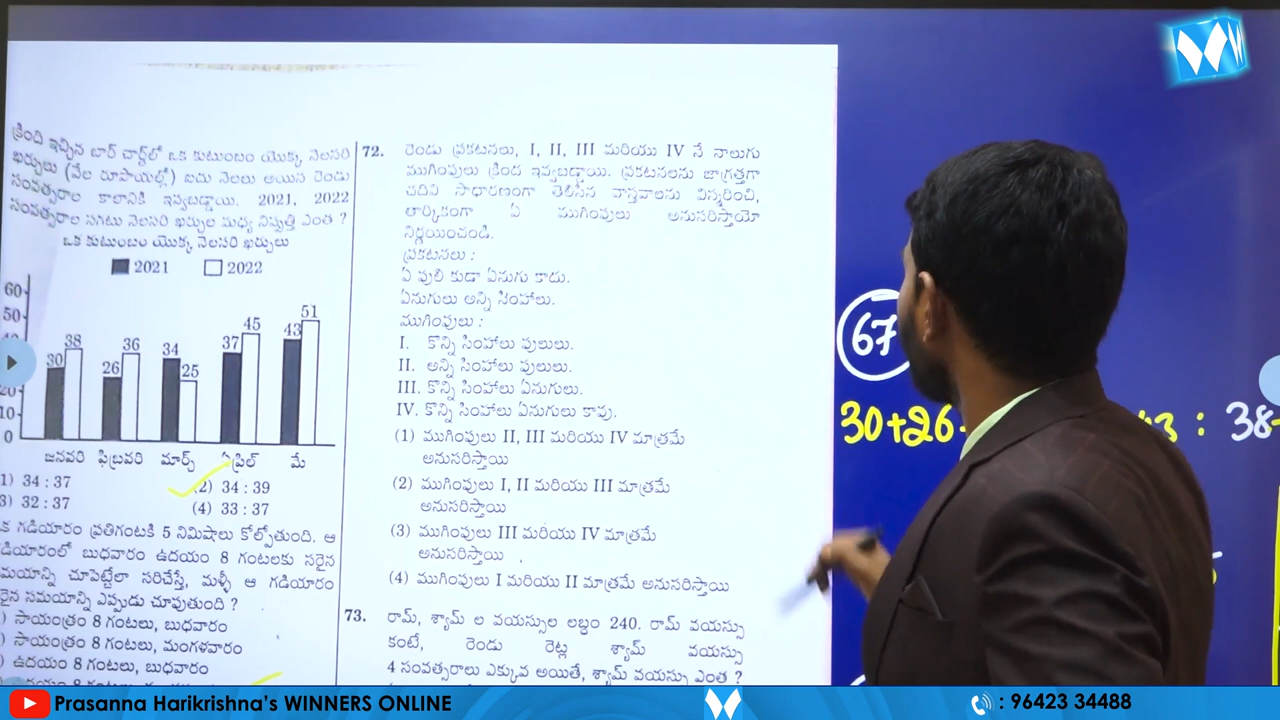 క్రింది ఇచ్చిన బార్ చార్ట్‌లో ఒక కుటుంబం యొక్క నెలసరి
ఖర్చులు (వేల రూపాయల్లో) ఐదు నెలలు అయిన రెండు
సంవత్సరాల కాలానికి ఇవ్వబడ్డాయి. 2021, 2022
సంవత్సరాల సగటు నెలసరి ఖర్చుల మధ్య నిష్పత్తి ఎంత ?
ఒక కుటుంబం యొక్క నెలసరి ఖర్చులు
2021 2022
60
50
20
10
0
30 38 26 36 34 25 37 45 43 51
జనవరి ఫిబ్రవరి మార్చ్ ఏప్రిల్ మే
1) 34 : 37 (2) 34 : 39
3) 32 : 37 (4) 33 : 37
క గడియారం ప్రతిగంటకి 5 నిమిషాలు కోల్పోతుంది. ఆ
డియారంలో బుధవారం ఉదయం 8 గంటలకు సరైన
మయాన్ని చూపెట్టేలా సరిచేస్తే, మళ్ళీ ఆ గడియారం
రైన సమయాన్ని ఎప్పుడు చూవుతుంది ?
) సాయంత్రం 8 గంటలు, బుధవారం
) సాయంత్రం 8 గంటలు, మంగళవారం
) ఉదయం 8 గంటలు, బుధవారం
72. రెండు ప్రకటనలు, I, II, III మరియు IV నే నాలుగు
ముగింపులు క్రింద ఇవ్వబడ్డాయి. ప్రకటనలను జాగ్రత్తగా
చదివి సాధారణంగా తెలిసిన వాస్తవాలను విస్మరించి,
తార్కికంగా ఏ ముగింపులు అనుసరిస్తాయో
నిర్ణయించండి.
ప్రకటనలు :
ఏ పులి కుడా ఏనుగు కాదు.
ఏనుగులు అన్ని సింహాలు.
ముగింపులు :
I. కొన్ని సింహాలు పులులు.
II. అన్ని సింహాలు పులులు.
III. కొన్ని సింహాలు ఏనుగులు.
IV. కొన్ని సింహాలు ఏనుగులు కావు.
(1) ముగింపులు II, III మరియు IV మాత్రమే
అనుసరిస్తాయి
(2) ముగింపులు I, II మరియు III మాత్రమే
అనుసరిస్తాయి
(3) ముగింపులు III మరియు IV మాత్రమే
అనుసరిస్తాయి
(4) ముగింపులు I మరియు II మాత్రమే అనుసరిస్తాయి
73. రామ్, శ్యామ్ ల వయస్సుల లబ్ధం 240. రామ్ వయస్సు
కంటే, రెండు రెట్ల శ్యామ్ వయస్సు
4 సంవత్సరాలు ఎక్కువ అయితే, శ్యామ్ వయస్సు ఎంత ?
67
30+26 : 38
Prasanna Harikrishna's WINNERS ONLINE
: 96423 34488